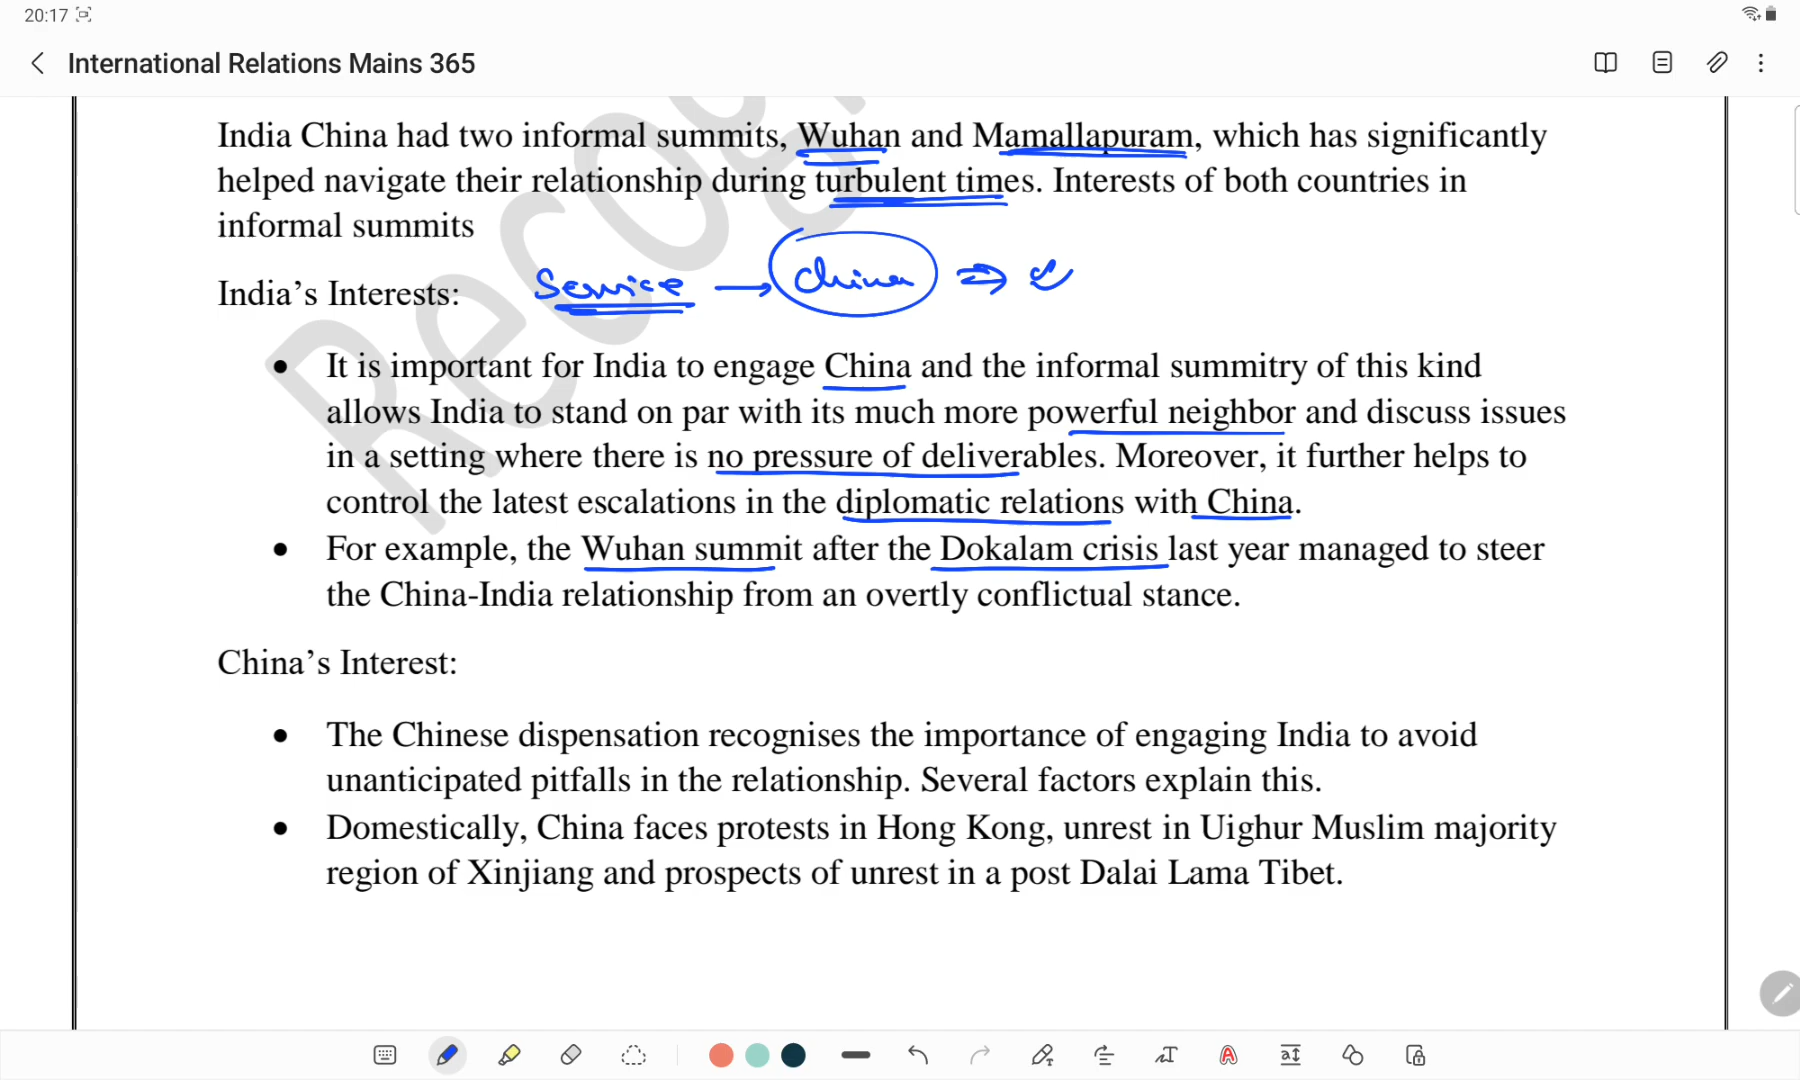 20:17
International Relations Mains 365
India China had two informal summits, Wuhan and Mamallapuram, which has significantly
helped navigate their relationship during turbulent times. Interests of both countries in
informal summits
Service → China ⇒
India’s Interests:
• It is important for India to engage China and the informal summitry of this kind
allows India to stand on par with its much more powerful neighbor and discuss issues
in a setting where there is no pressure of deliverables. Moreover, it further helps to
control the latest escalations in the diplomatic relations with China.
• For example, the Wuhan summit after the Dokalam crisis last year managed to steer
the China-India relationship from an overtly conflictual stance.
China’s Interest:
• The Chinese dispensation recognises the importance of engaging India to avoid
unanticipated pitfalls in the relationship. Several factors explain this.
• Domestically, China faces protests in Hong Kong, unrest in Uighur Muslim majority
region of Xinjiang and prospects of unrest in a post Dalai Lama Tibet.